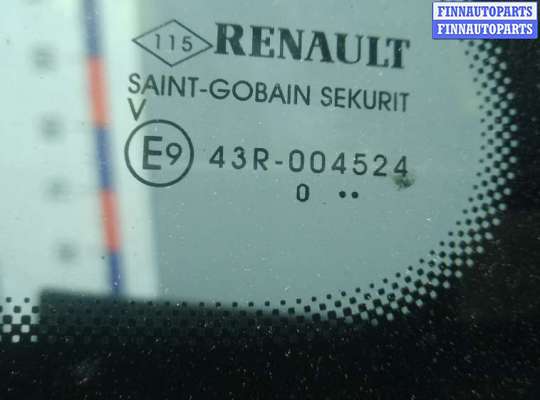 FINNAUTOPARTS
FINNAUTOPARTS
115 RENAULT
SAINT-GOBAIN SEKURIT
V
E9 43R-004524
0 ••